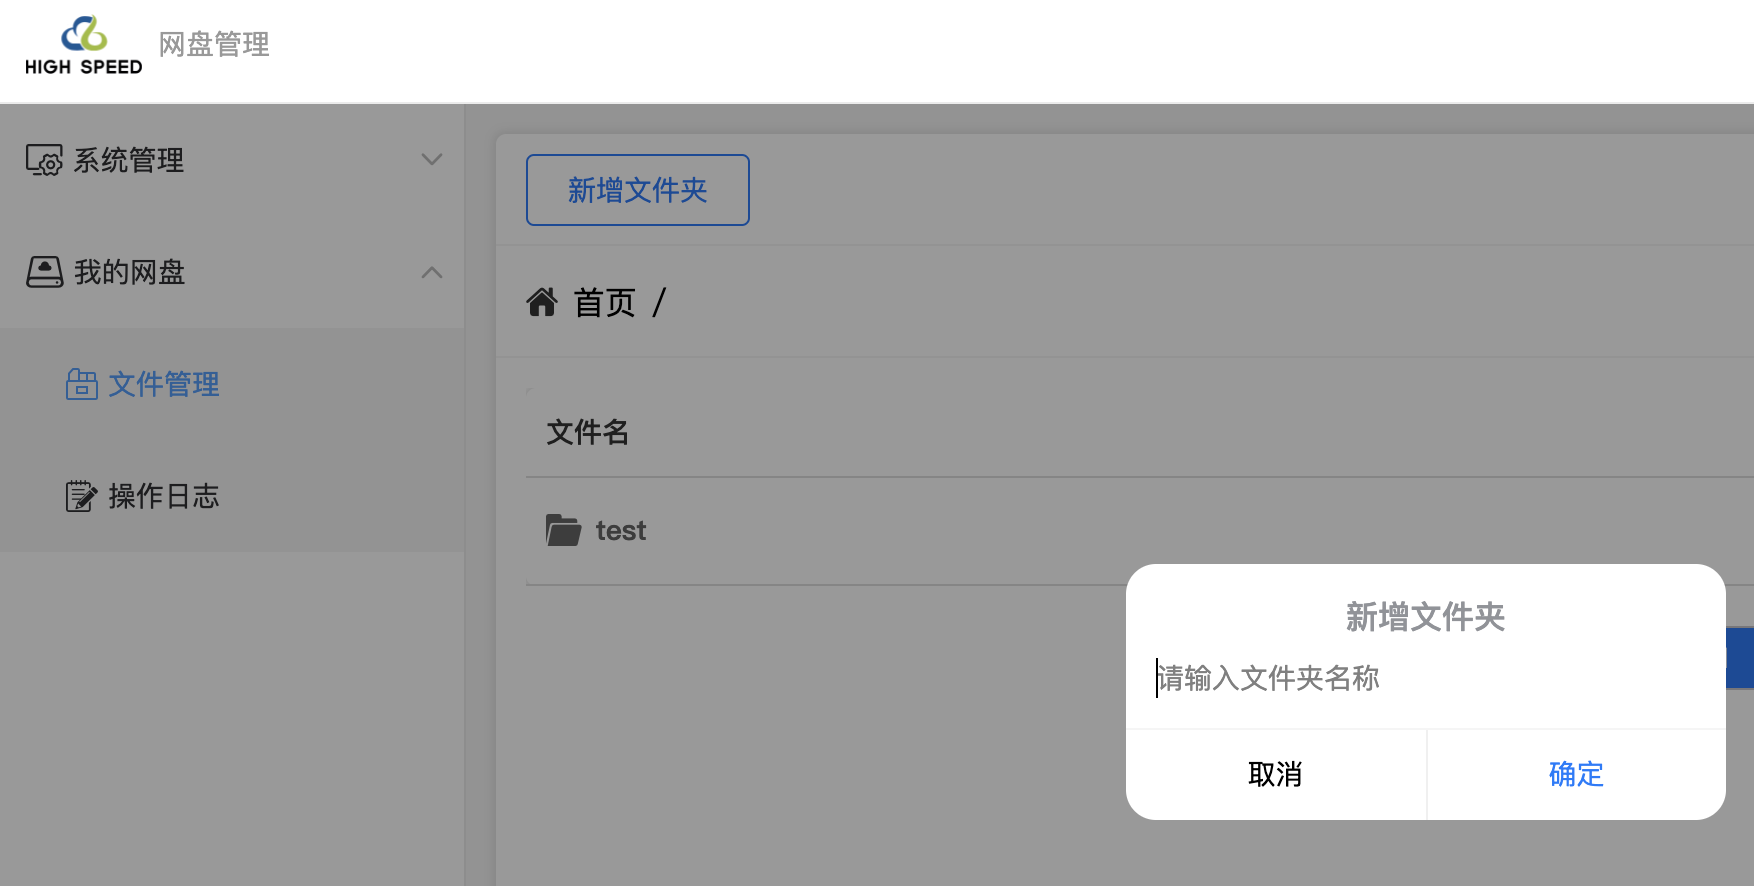 HIGH SPEED
网盘管理
系统管理
我的网盘
文件管理
操作日志
新增文件夹
首页 /
文件名
test
新增文件夹
请输入文件夹名称
取消
确定